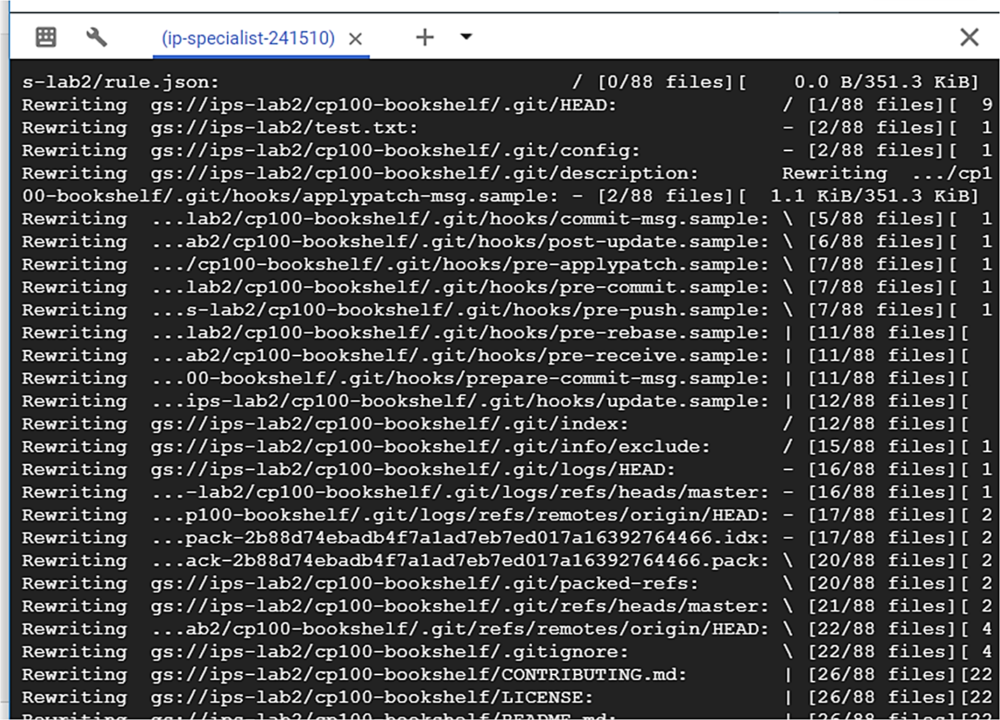 (ip-specialist-241510)
s-lab2/rule.json: / [0/88 files][ 0.0 B/351.3 KiB]
Rewriting gs://ips-lab2/cp100-bookshelf/.git/HEAD: / [1/88 files][ 9
Rewriting gs://ips-lab2/test.txt: - [2/88 files][ 1
Rewriting gs://ips-lab2/cp100-bookshelf/.git/config: - [2/88 files][ 1
Rewriting gs://ips-lab2/cp100-bookshelf/.git/description: Rewriting .../cp1
00-bookshelf/.git/hooks/applypatch-msg.sample: - [2/88 files][ 1.1 KiB/351.3 KiB]
Rewriting ...lab2/cp100-bookshelf/.git/hooks/commit-msg.sample: \ [5/88 files][ 1
Rewriting ...ab2/cp100-bookshelf/.git/hooks/post-update.sample: \ [6/88 files][ 1
Rewriting .../cp100-bookshelf/.git/hooks/pre-applypatch.sample: \ [7/88 files][ 1
Rewriting ...lab2/cp100-bookshelf/.git/hooks/pre-commit.sample: \ [7/88 files][ 1
Rewriting ...s-lab2/cp100-bookshelf/.git/hooks/pre-push.sample: \ [7/88 files][ 1
Rewriting ...lab2/cp100-bookshelf/.git/hooks/pre-rebase.sample: | [11/88 files][
Rewriting ...ab2/cp100-bookshelf/.git/hooks/pre-receive.sample: | [11/88 files][
Rewriting ...00-bookshelf/.git/hooks/prepare-commit-msg.sample: | [11/88 files][
Rewriting ...ips-lab2/cp100-bookshelf/.git/hooks/update.sample: | [12/88 files][
Rewriting gs://ips-lab2/cp100-bookshelf/.git/index: / [12/88 files][
Rewriting gs://ips-lab2/cp100-bookshelf/.git/info/exclude: / [15/88 files][ 1
Rewriting gs://ips-lab2/cp100-bookshelf/.git/logs/HEAD: - [16/88 files][ 1
Rewriting ...-lab2/cp100-bookshelf/.git/logs/refs/heads/master: - [16/88 files][ 1
Rewriting ...p100-bookshelf/.git/logs/refs/remotes/origin/HEAD: - [17/88 files][ 2
Rewriting ...pack-2b88d74ebadb4f7a1ad7eb7ed017a16392764466.idx: - [17/88 files][ 2
Rewriting ...ack-2b88d74ebadb4f7a1ad7eb7ed017a16392764466.pack: \ [20/88 files][ 2
Rewriting gs://ips-lab2/cp100-bookshelf/.git/packed-refs: \ [20/88 files][ 2
Rewriting gs://ips-lab2/cp100-bookshelf/.git/refs/heads/master: \ [21/88 files][ 2
Rewriting ...ab2/cp100-bookshelf/.git/refs/remotes/origin/HEAD: \ [22/88 files][ 4
Rewriting gs://ips-lab2/cp100-bookshelf/.gitignore: \ [22/88 files][ 4
Rewriting gs://ips-lab2/cp100-bookshelf/CONTRIBUTING.md: | [26/88 files][22
Rewriting gs://ips-lab2/cp100-bookshelf/LICENSE: | [26/88 files][22
Rewriting gs://ips-lab2/cp100-bookshelf/README.md: | [26/88 files][22